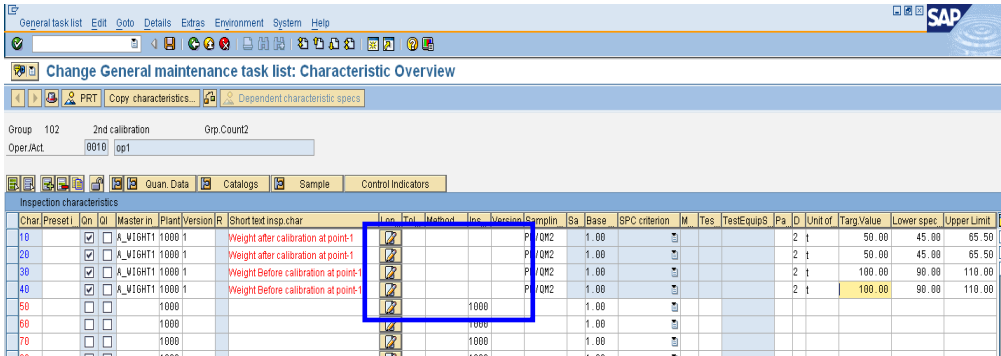 General task list Edit Goto Details Extras Environment System Help
SAP
Change General maintenance task list: Characteristic Overview
PRT Copy characteristics... Dependent characteristic specs
Group 102 2nd calibration Grp.Count2
Oper./Act. 0010 op1
Quan. Data Catalogs Sample Control Indicators
Inspection characteristics
Char. Preset i Qn Ql Master in Plant Version R Short text insp.char Lon Tol Method Ins Version Samplin Sa Base SPC criterion M Tes TestEquipS Pa D Unit of Targ.Value Lower spec Upper Limit
10 A_WIGHT1 1000 1 Weight after calibration at point-1 /QM2 1.00 2 t 50.00 45.00 65.50
20 A_WIGHT1 1000 1 Weight after calibration at point-1 /QM2 1.00 2 t 50.00 45.00 65.50
30 A_WIGHT1 1000 1 Weight Before calibration at point-1 /QM2 1.00 2 t 100.00 90.00 110.00
40 A_WIGHT1 1000 1 Weight Before calibration at point-1 /QM2 1.00 2 t 100.00 90.00 110.00
50 1000 1000 1.00
60 1000 1000 1.00
70 1000 1000 1.00